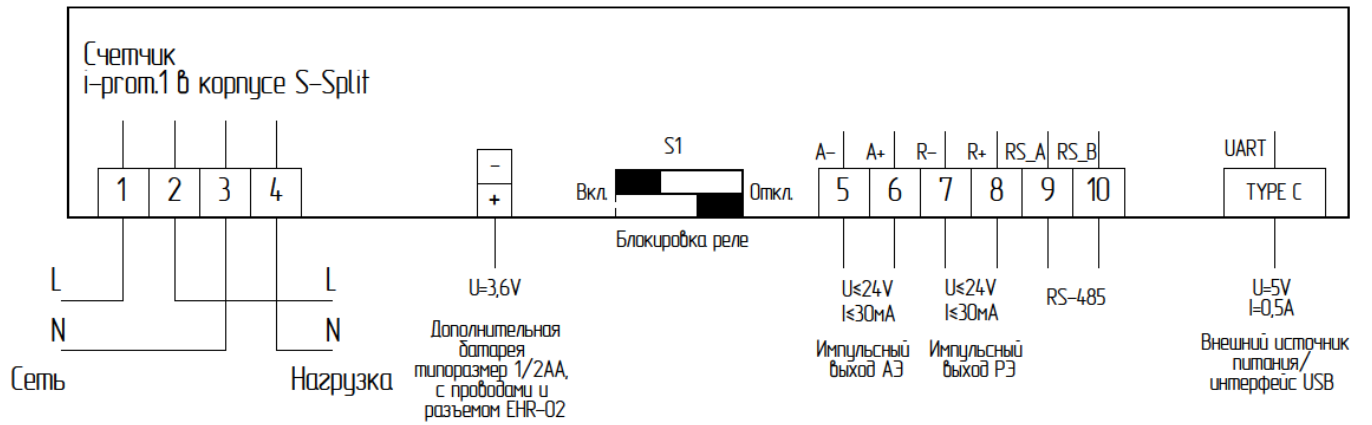 Счетчик
i-prom.1 в корпусе S-Split
1 2 3 4
-
+
S1
Вкл. Откл.
Блокировка реле
A- A+ R- R+ RS_A RS_B
5 6 7 8 9 10
UART
TYPE C
L
N
Сеть
L
N
Нагрузка
U=3,6V
Дополнительная
батарея
типоразмер 1/2АА,
с проводами и
разъемом EHR-02
U≤24V
I≤30мА
Импульсный
выход АЭ
U≤24V
I≤30мА
Импульсный
выход РЭ
RS-485
U=5V
I=0,5A
Внешний источник
питания/
интерфейс USB